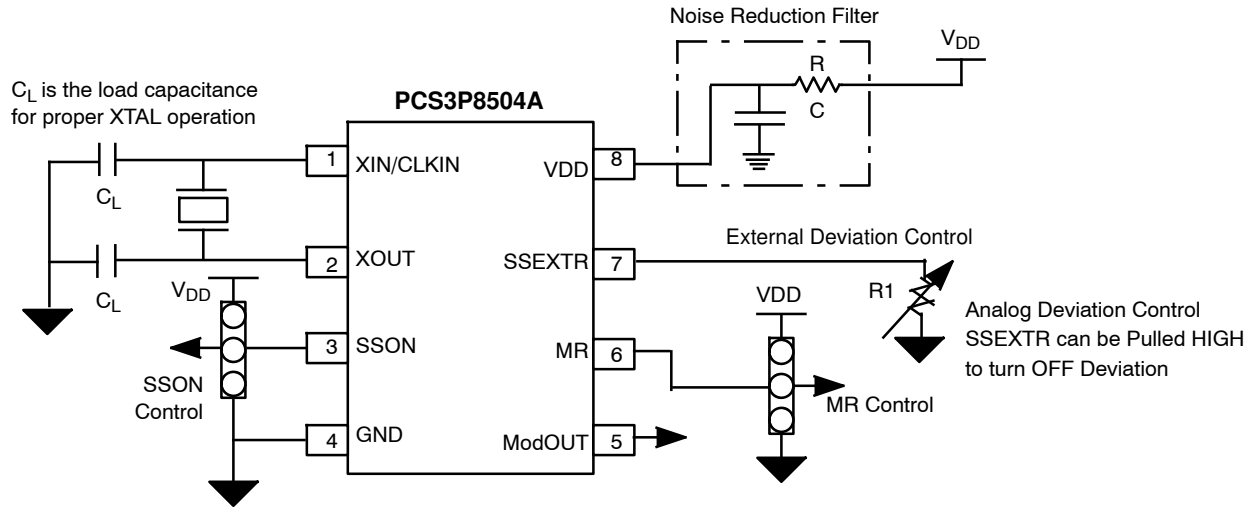 Noise Reduction Filter
VDD
R
C
CL is the load capacitance
for proper XTAL operation
PCS3P8504A
CL
CL
1
XIN/CLKIN
2
XOUT
VDD
3
SSON
SSON
Control
4
GND
VDD
8
SSEXTR
7
MR
6
ModOUT
5
External Deviation Control
R1
Analog Deviation Control
SSEXTR can be Pulled HIGH
to turn OFF Deviation
VDD
MR Control